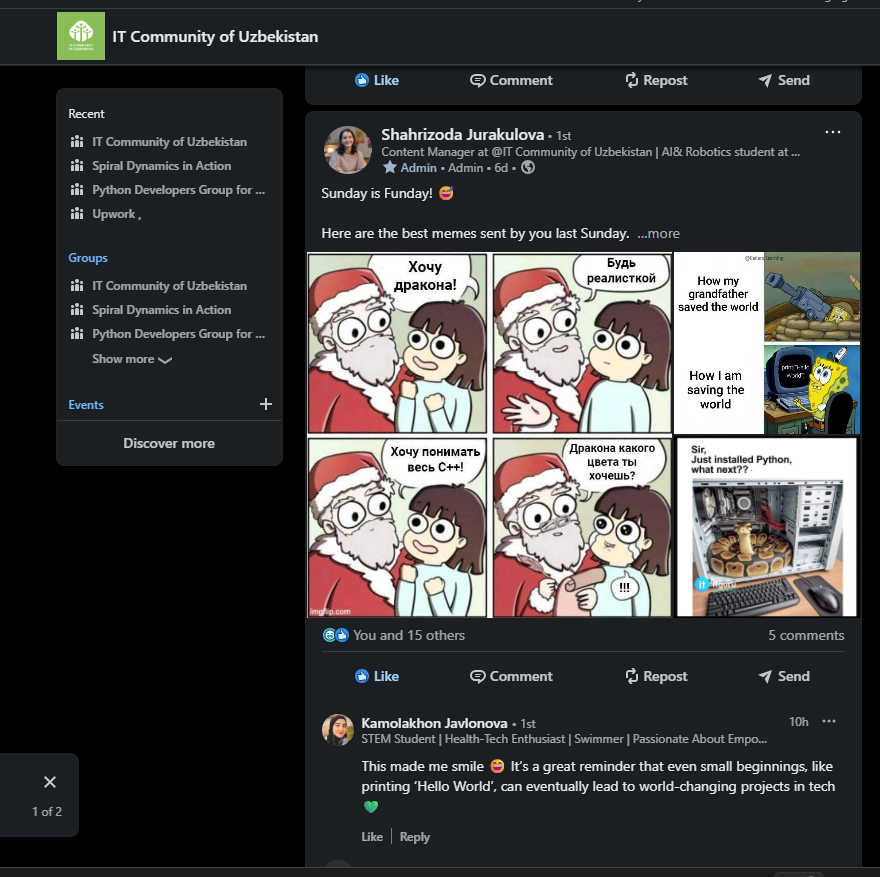 IT Community of Uzbekistan
Recent
IT Community of Uzbekistan
Spiral Dynamics in Action
Python Developers Group for ...
Upwork ,
Groups
IT Community of Uzbekistan
Spiral Dynamics in Action
Python Developers Group for ...
Show more
Events
Discover more
1 of 2
Like
Comment
Repost
Send
Shahrizoda Jurakulova • 1st
Content Manager at @IT Community of Uzbekistan | AI& Robotics student at ...
Admin • Admin • 6d •
Sunday is Funday! 😅
Here are the best memes sent by you last Sunday. ...more
Хочу
дракона!
Будь
реалисткой
Хочу понимать
весь С++!
Дракона какого
цвета ты
хочешь?
!!!
imgflip.com
How my
grandfather
saved the world
How I am
saving the
world
print("Hello
World")
Sir,
Just installed Python,
what next??
it
You and 15 others
5 comments
Like
Comment
Repost
Send
Kamolakhon Javlonova • 1st
10h
STEM Student | Health-Tech Enthusiast | Swimmer | Passionate About Empo...
This made me smile 😄 It’s a great reminder that even small beginnings, like
printing ‘Hello World’, can eventually lead to world-changing projects in tech
💚
Like
Reply